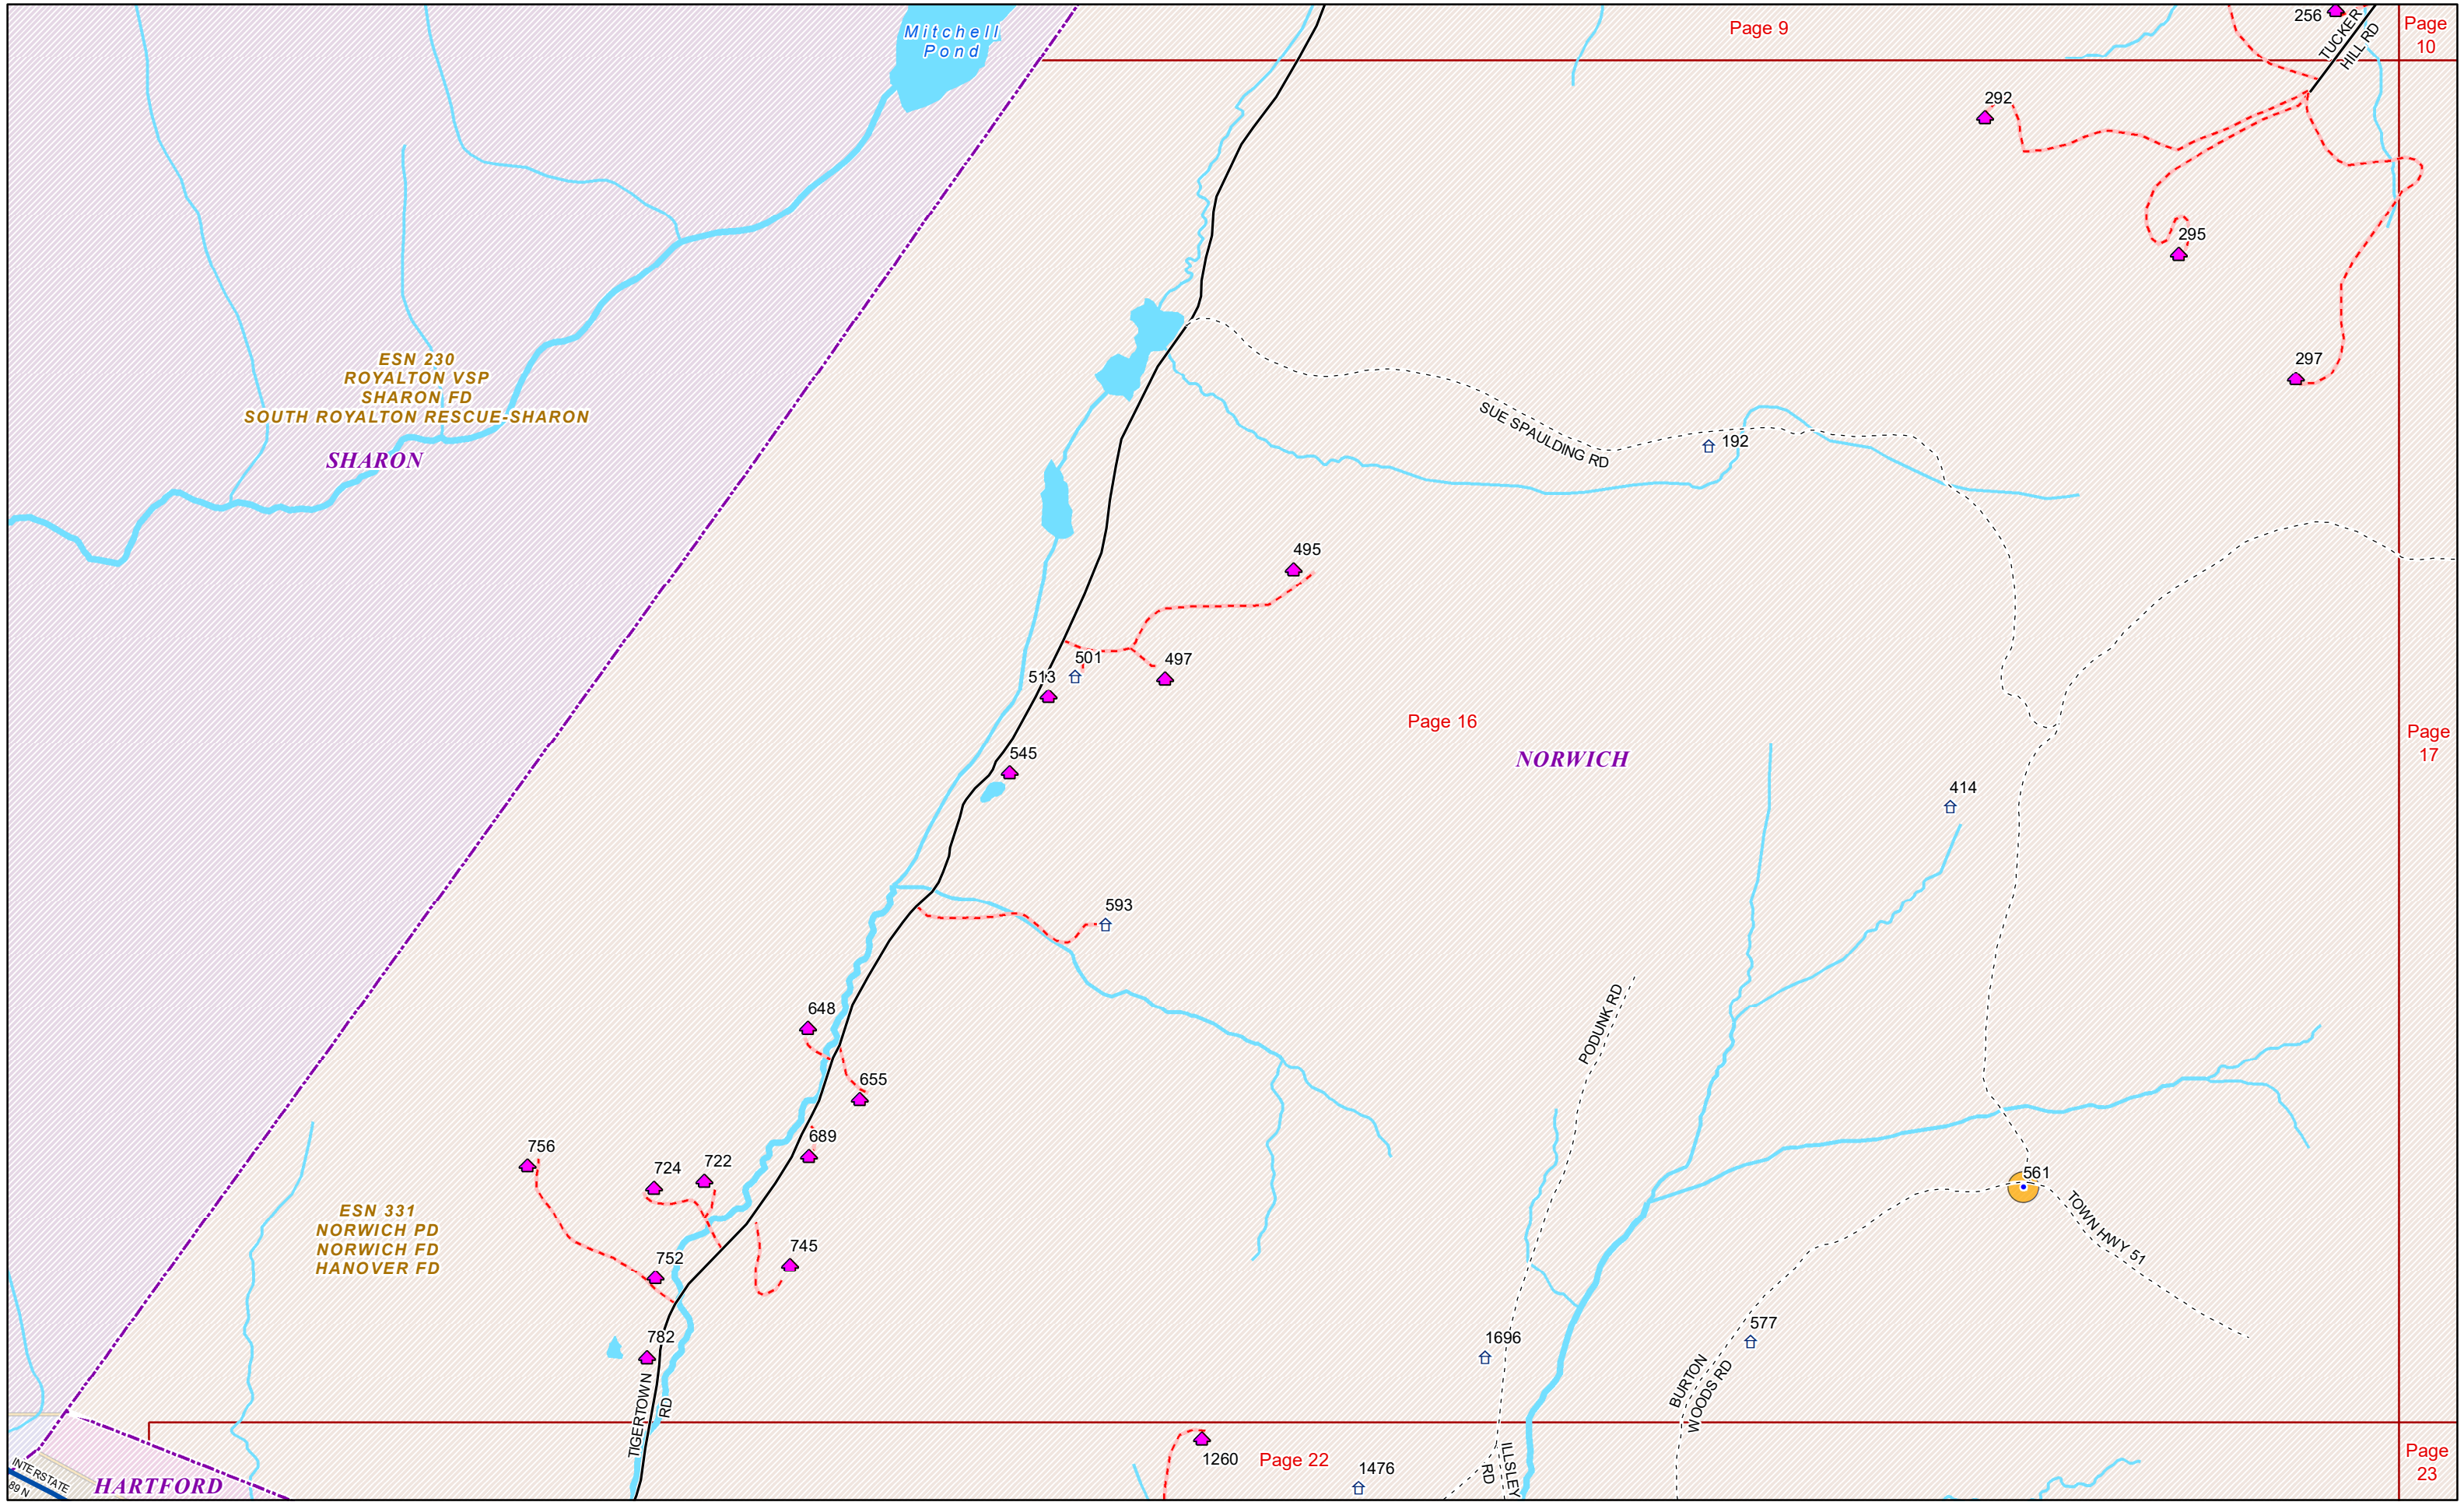 Mitchell
Pond
Page 9
256
TUCKER
HILL RD
Page
10
292
295
297
ESN 230
ROYALTON VSP
SHARON FD
SOUTH ROYALTON RESCUE-SHARON
SHARON
SUE SPAULDING RD
192
495
501
497
513
Page 16
NORWICH
Page
17
545
414
593
PODUNK RD
648
655
689
756
724
722
561
TOWN HWY 51
ESN 331
NORWICH PD
NORWICH FD
HANOVER FD
752
745
782
1696
577
BURTON
WOODS RD
TIGERTOWN
RD
1260
Page 22
1476
ILLSLEY
RD
Page
23
INTERSTATE
89 N
HARTFORD